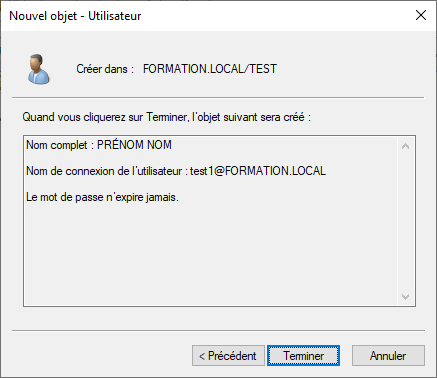 Nouvel objet - Utilisateur
Créer dans : FORMATION.LOCAL/TEST
Quand vous cliquerez sur Terminer, l'objet suivant sera créé :
Nom complet : PRÉNOM NOM
Nom de connexion de l'utilisateur : test1@FORMATION.LOCAL
Le mot de passe n'expire jamais.
< Précédent Terminer Annuler